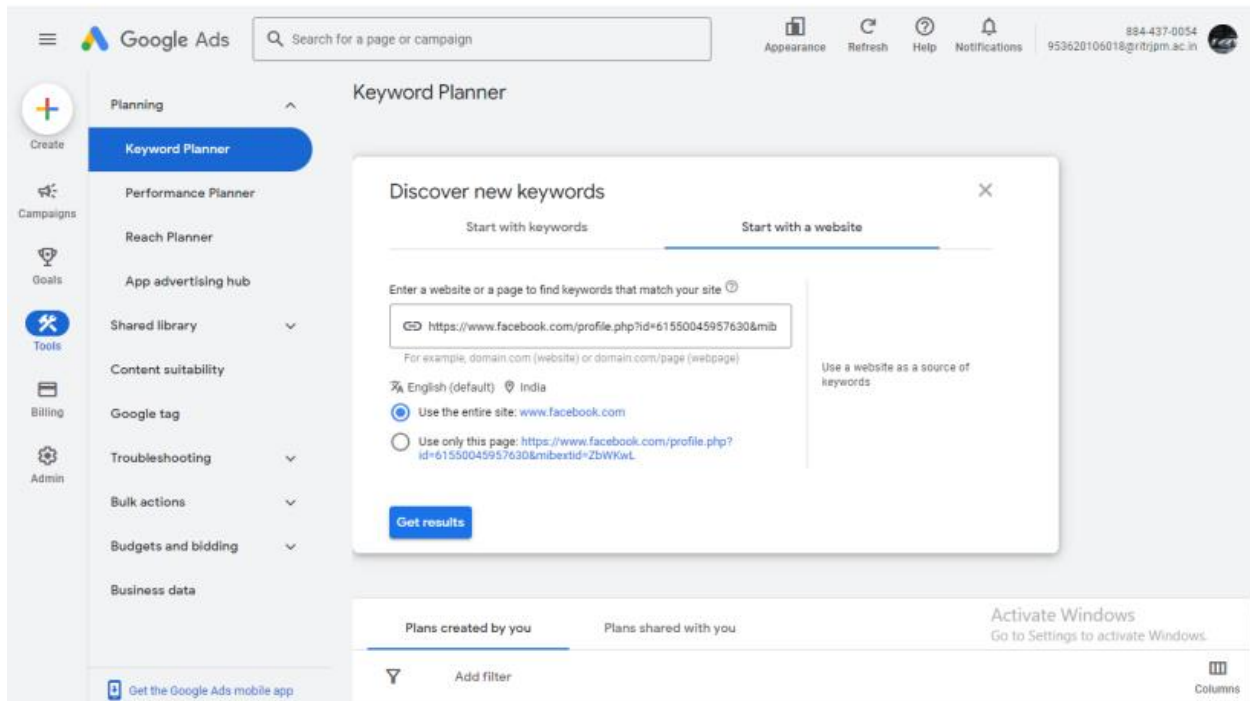 Google Ads
Search for a page or campaign
Appearance
Refresh
Help
Notifications
884-437-0054
953620106018@ritrjpm.ac.in
Create
Campaigns
Goals
Tools
Billing
Admin
Planning
Keyword Planner
Performance Planner
Reach Planner
App advertising hub
Shared library
Content suitability
Google tag
Troubleshooting
Bulk actions
Budgets and bidding
Business data
Get the Google Ads mobile app
Keyword Planner
Discover new keywords
Start with keywords
Start with a website
Enter a website or a page to find keywords that match your site
https://www.facebook.com/profile.php?id=61550045957630&mib
For example, domain.com (website) or domain.com/page (webpage)
English (default) India
Use the entire site: www.facebook.com
Use only this page: https://www.facebook.com/profile.php?
id=61550045957630&mibextid=ZbWKwL
Use a website as a source of
keywords
Get results
Plans created by you
Plans shared with you
Activate Windows
Go to Settings to activate Windows.
Add filter
Columns